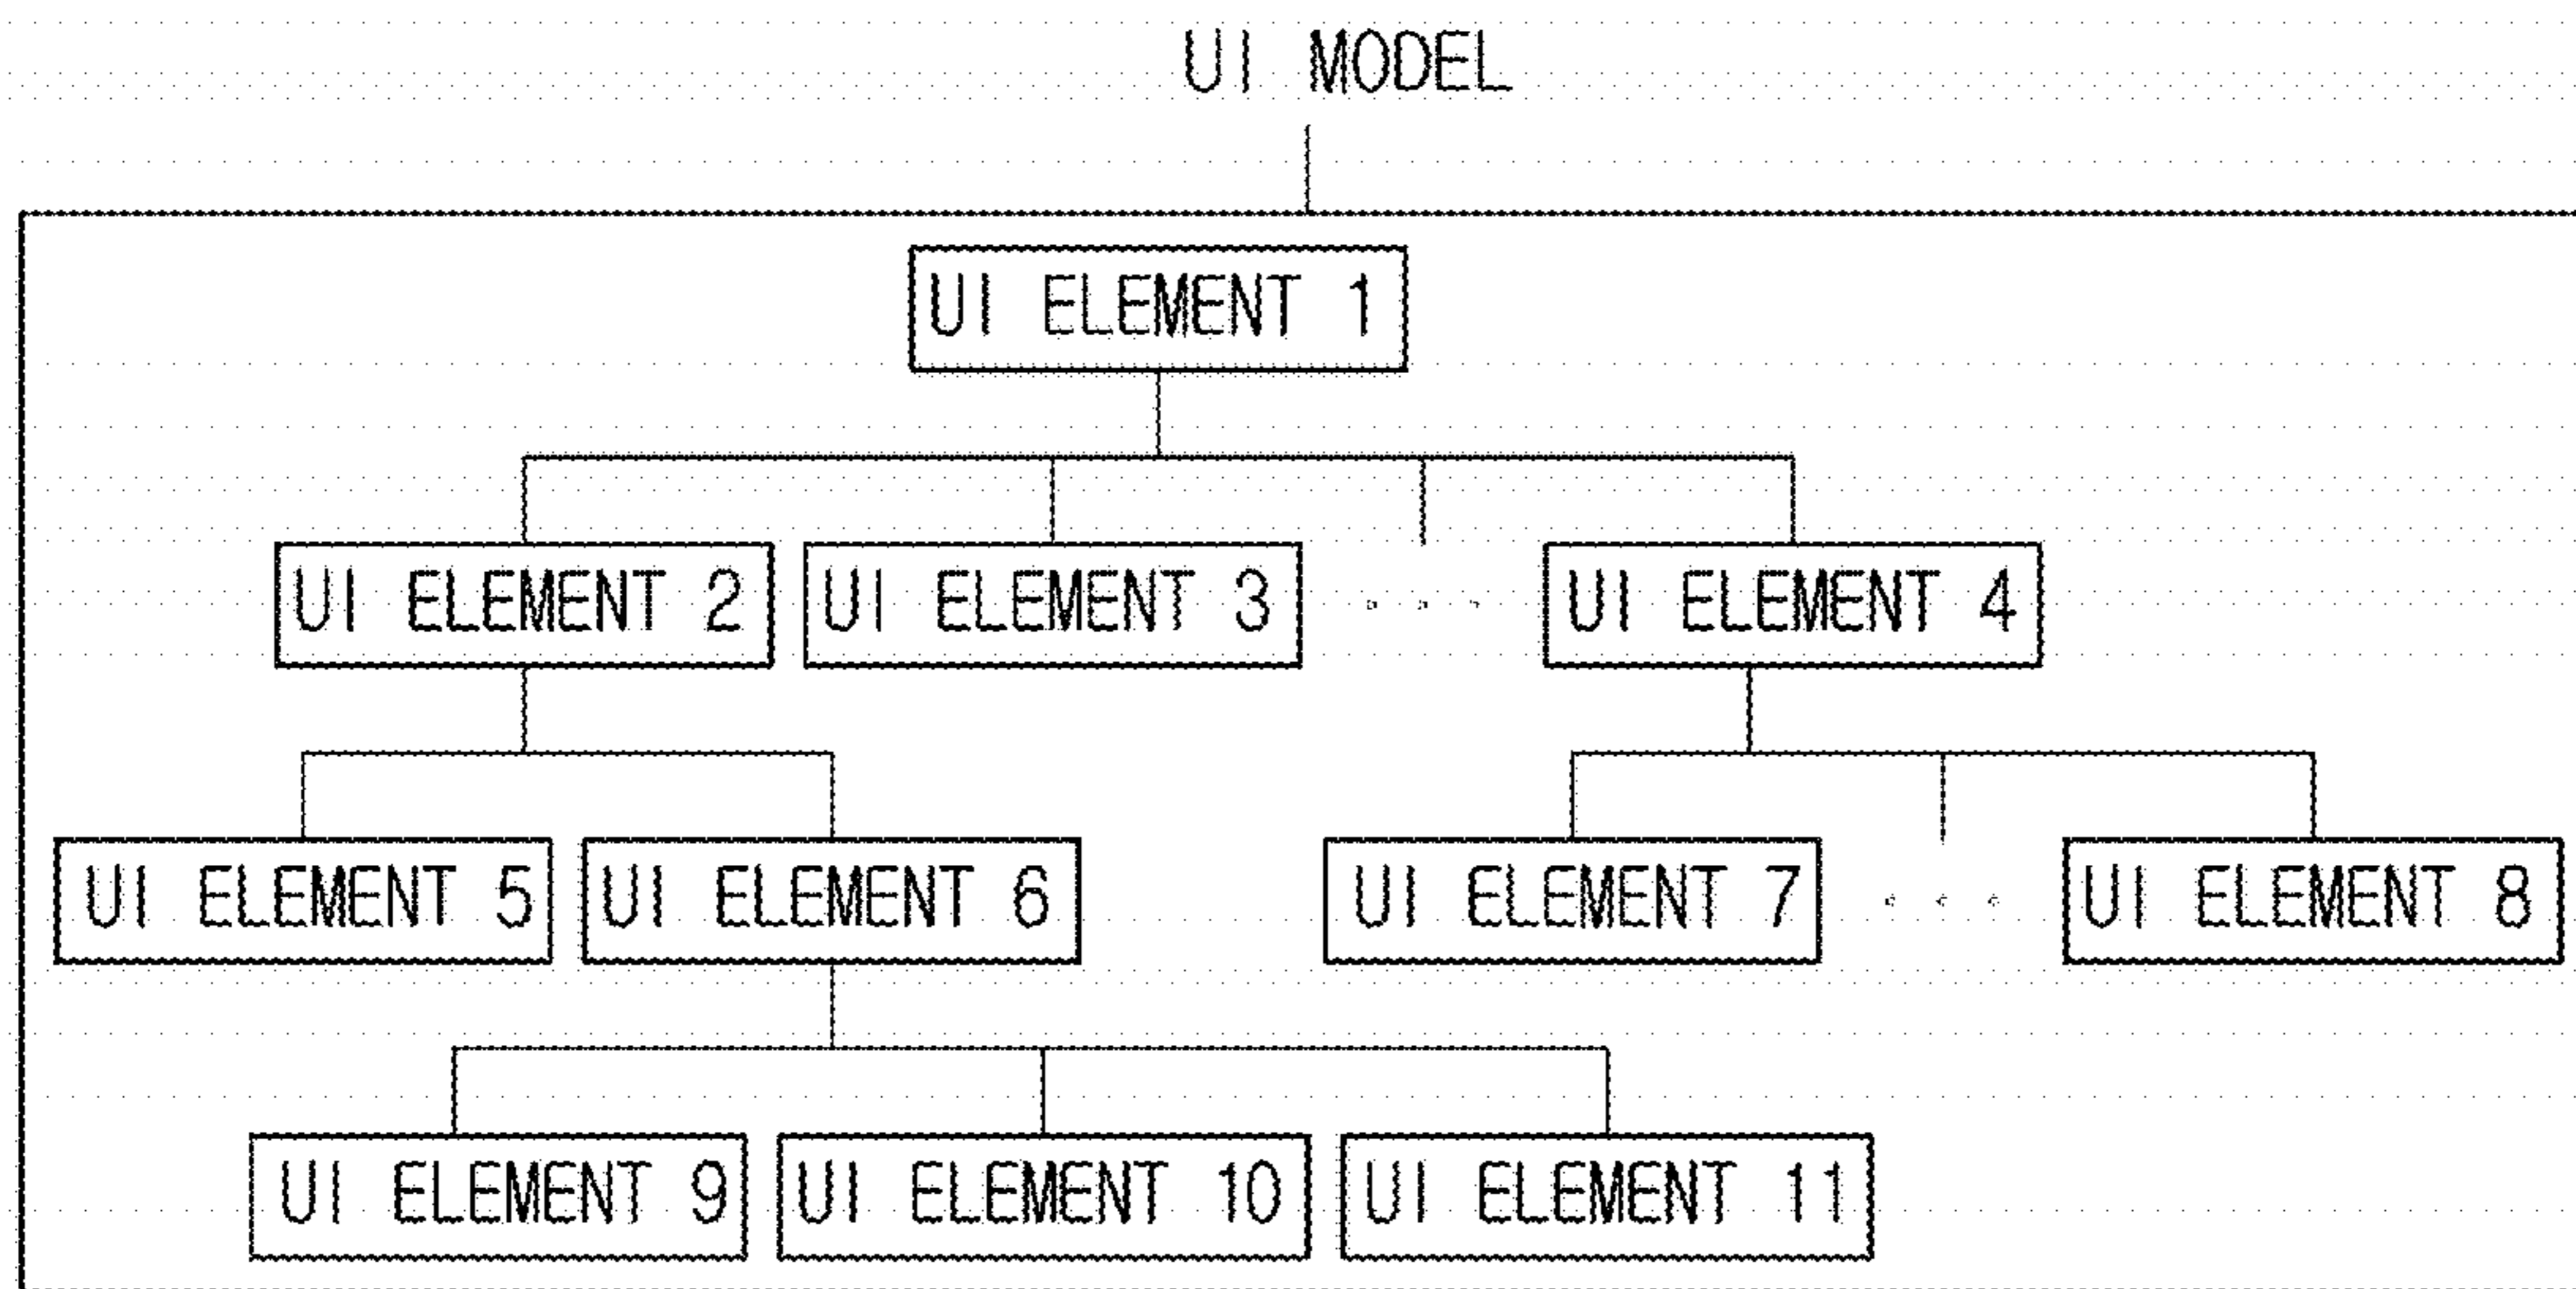 UI MODEL
UI ELEMENT 1
UI ELEMENT 2 UI ELEMENT 3 . . . UI ELEMENT 4
UI ELEMENT 5 UI ELEMENT 6 UI ELEMENT 7 . . . UI ELEMENT 8
UI ELEMENT 9 UI ELEMENT 10 UI ELEMENT 11